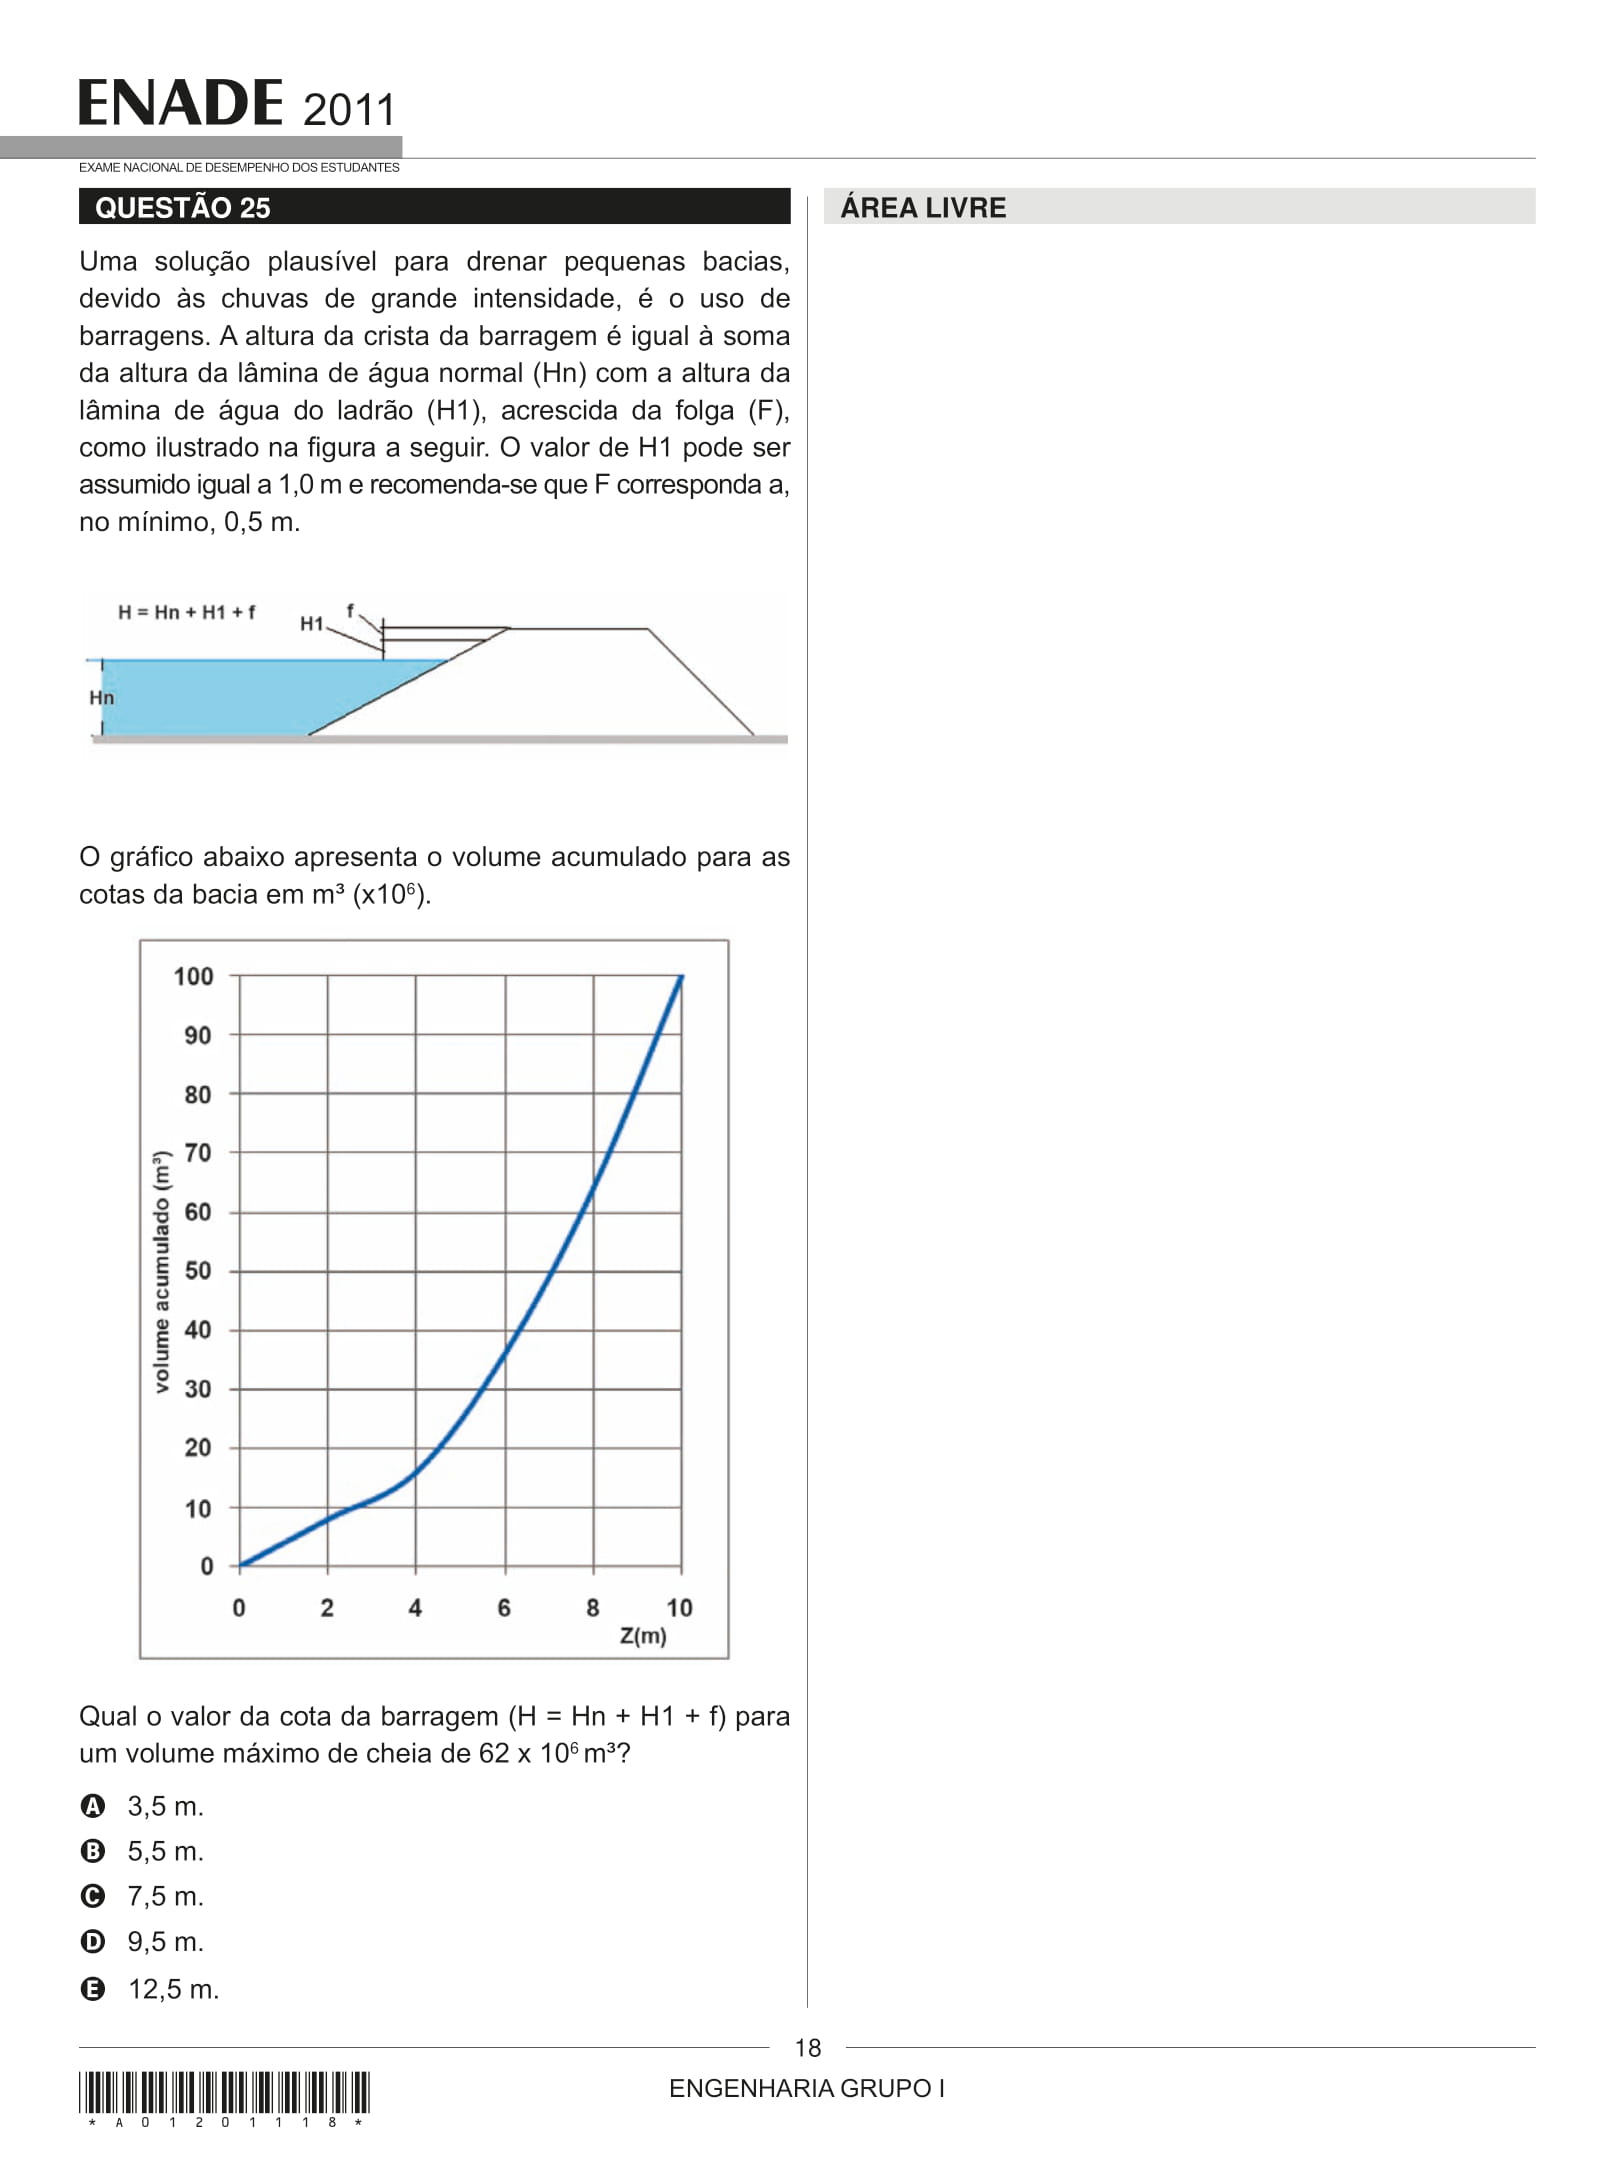 ENADE 2011
EXAME NACIONAL DE DESEMPENHO DOS ESTUDANTES
QUESTÃO 25
Uma solução plausível para drenar pequenas bacias,
devido às chuvas de grande intensidade, é o uso de
barragens. A altura da crista da barragem é igual à soma
da altura da lâmina de água normal (Hn) com a altura da
lâmina de água do ladrão (H1), acrescida da folga (F),
como ilustrado na figura a seguir. O valor de H1 pode ser
assumido igual a 1,0 m e recomenda-se que F corresponda a,
no mínimo, 0,5 m.
H = Hn + H1 + f
H1
f
Hn
O gráfico abaixo apresenta o volume acumulado para as
cotas da bacia em m³ (x10⁶).
volume acumulado (m³)
100
90
80
70
60
50
40
30
20
10
0
0 2 4 6 8 10
Z(m)
Qual o valor da cota da barragem (H = Hn + H1 + f) para
um volume máximo de cheia de 62 x 10⁶ m³?
A 3,5 m.
B 5,5 m.
C 7,5 m.
D 9,5 m.
E 12,5 m.
ÁREA LIVRE
18
ENGENHARIA GRUPO I
* A 0 1 2 0 1 1 1 8 *